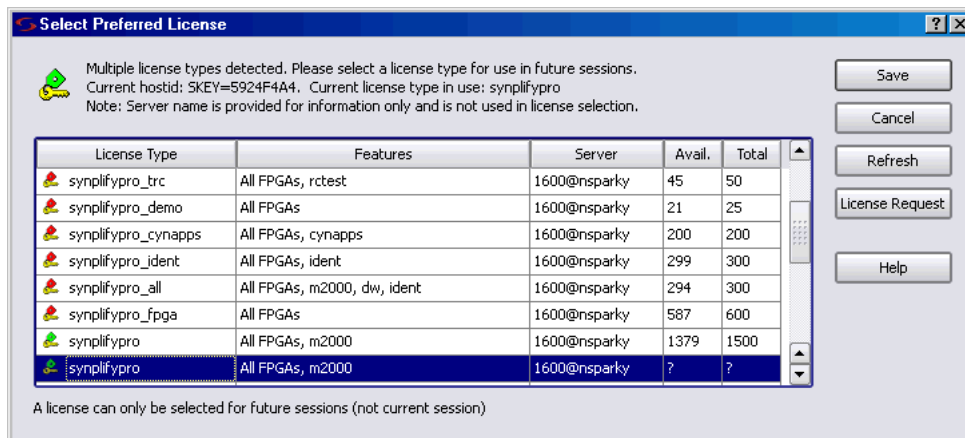 Select Preferred License
Multiple license types detected. Please select a license type for use in future sessions.
Current hostid: SKEY=5924F4A4. Current license type in use: synplifypro
Note: Server name is provided for information only and is not used in license selection.
Save
Cancel
Refresh
License Request
Help
License Type Features Server Avail. Total
synplifypro_trc All FPGAs, rctest 1600@nsparky 45 50
synplifypro_demo All FPGAs 1600@nsparky 21 25
synplifypro_cynapps All FPGAs, cynapps 1600@nsparky 200 200
synplifypro_ident All FPGAs, ident 1600@nsparky 299 300
synplifypro_all All FPGAs, m2000, dw, ident 1600@nsparky 294 300
synplifypro_fpga All FPGAs 1600@nsparky 587 600
synplifypro All FPGAs, m2000 1600@nsparky 1379 1500
synplifypro All FPGAs, m2000 1600@nsparky ? ?
A license can only be selected for future sessions (not current session)